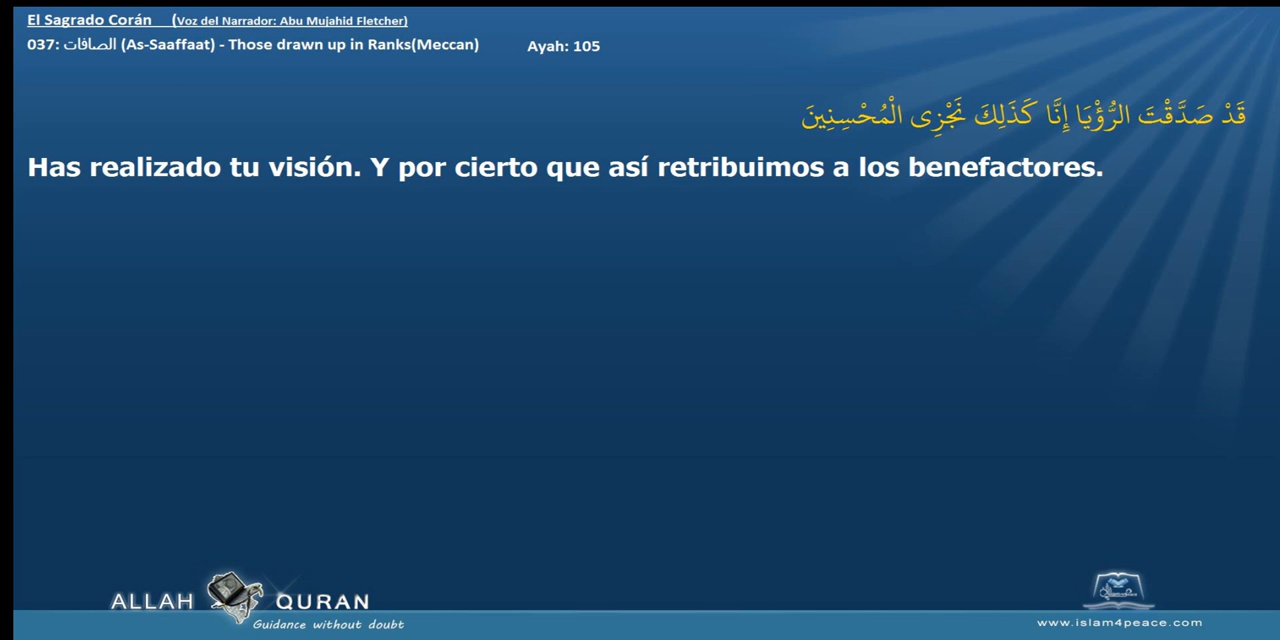 El Sagrado Corán (Voz del Narrador: Abu Mujahid Fletcher)
037: الصافات (As-Saaffaat) - Those drawn up in Ranks(Meccan) Ayah: 105
قَدْ صَدَّقْتَ الرُّؤْيَا إِنَّا كَذَلِكَ نَجْزِى الْمُحْسِنِينَ
Has realizado tu visión. Y por cierto que así retribuimos a los benefactores.
ALLAH QURAN
Guidance without doubt
www.islam4peace.com